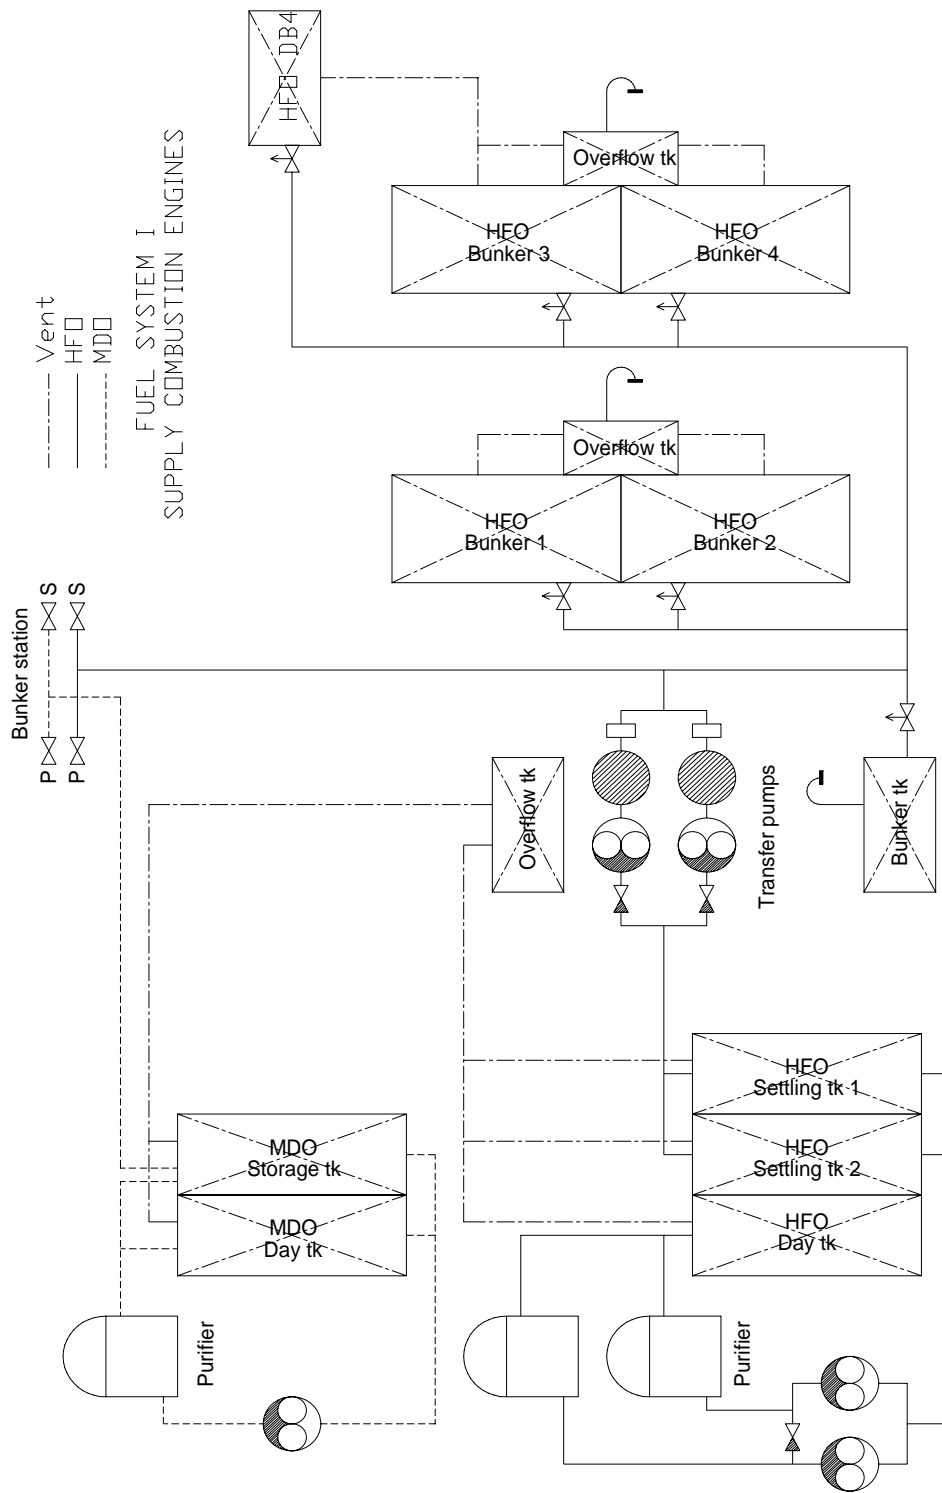 HFO DB4
Vent
HFO
MDO
FUEL SYSTEM I
SUPPLY COMBUSTION ENGINES
Overflow tk
HFO
Bunker 3
HFO
Bunker 4
Overflow tk
HFO
Bunker 1
HFO
Bunker 2
Bunker station
P
S
P
S
Overflow tk
Transfer pumps
Bunker tk
MDO
Storage tk
MDO
Day tk
HFO
Settling tk 1
HFO
Settling tk 2
HFO
Day tk
Purifier
Purifier